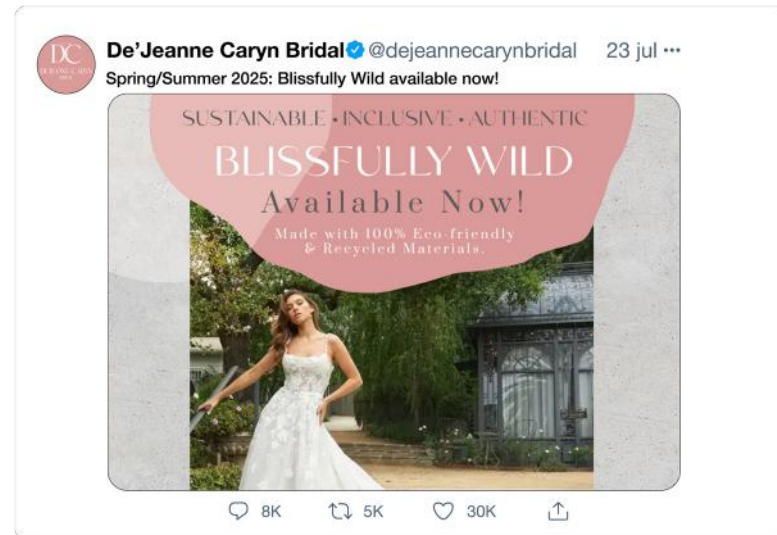 DC
De'Jeanne Caryn Bridal @dejeannecarynbridal 23 jul •••
Spring/Summer 2025: Blissfully Wild available now!
SUSTAINABLE • INCLUSIVE • AUTHENTIC
BLISSFULLY WILD
Available Now!
Made with 100% Eco-friendly
& Recycled Materials.
8K 5K 30K